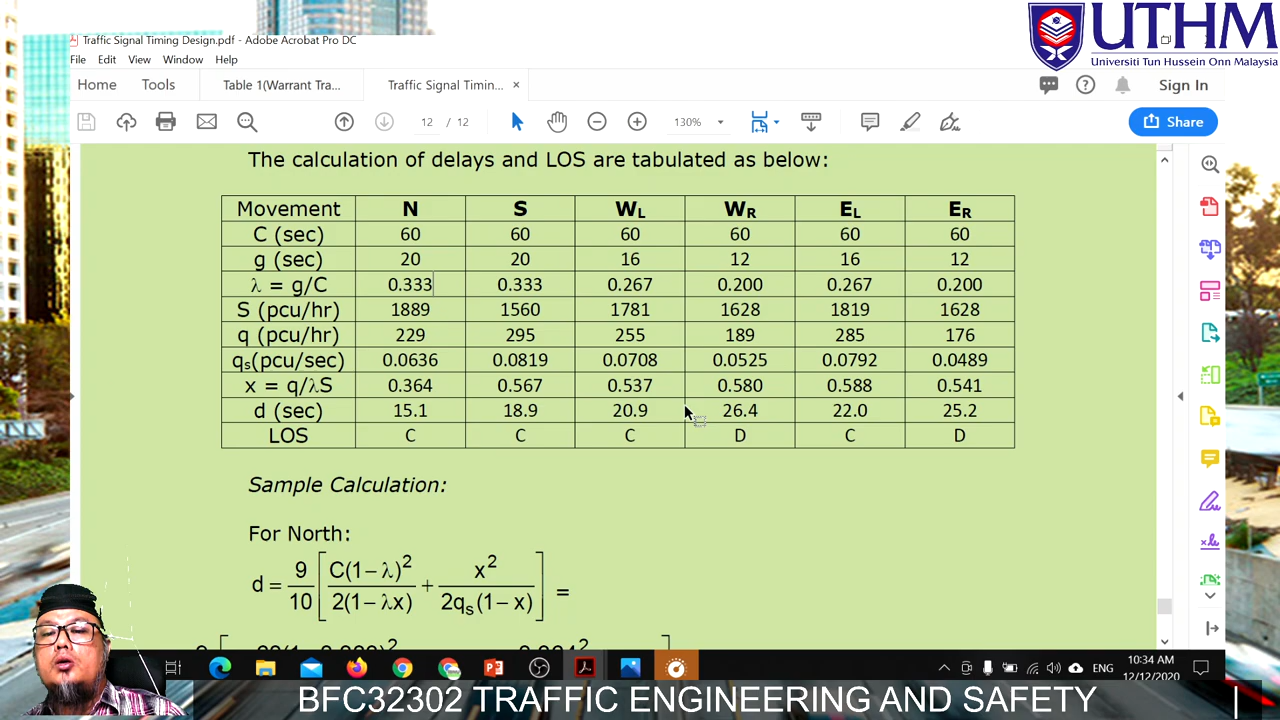 UTHM
Universiti Tun Hussein Onn Malaysia
Traffic Signal Timing Design.pdf - Adobe Acrobat Pro DC
File Edit View Window Help
Home Tools Table 1(Warrant Tra... Traffic Signal Timin... × Sign In
12 / 12 130% Share
The calculation of delays and LOS are tabulated as below:
Movement N S WL WR EL ER
C (sec) 60 60 60 60 60 60
g (sec) 20 20 16 12 16 12
λ = g/C 0.333 0.333 0.267 0.200 0.267 0.200
S (pcu/hr) 1889 1560 1781 1628 1819 1628
q (pcu/hr) 229 295 255 189 285 176
qs(pcu/sec) 0.0636 0.0819 0.0708 0.0525 0.0792 0.0489
x = q/λS 0.364 0.567 0.537 0.580 0.588 0.541
d (sec) 15.1 18.9 20.9 26.4 22.0 25.2
LOS C C C D C D
Sample Calculation:
For North:
d = 9/10 [ C(1− λ)2 / 2(1− λx) + x2 / 2qs(1− x) ] =
ENG
10:34 AM
12/12/2020
BFC32302 TRAFFIC ENGINEERING AND SAFETY